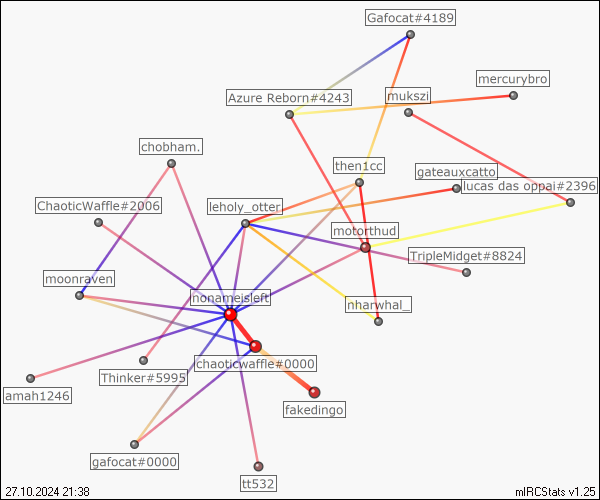 Gafocat#4189
mercurybro
Azure Reborn#4243
mukszi
chobham.
then1cc
gateauxcatto
lucas das oppai#2396
ChaoticWaffle#2006
leholy_otter
motorthud
TripleMidget#8824
moonraven
nonameisleft
nharwhal_
chaoticwaffle#0000
Thinker#5995
amah1246
fakedingo
gafocat#0000
tt532
27.10.2024 21:38
mIRCStats v1.25